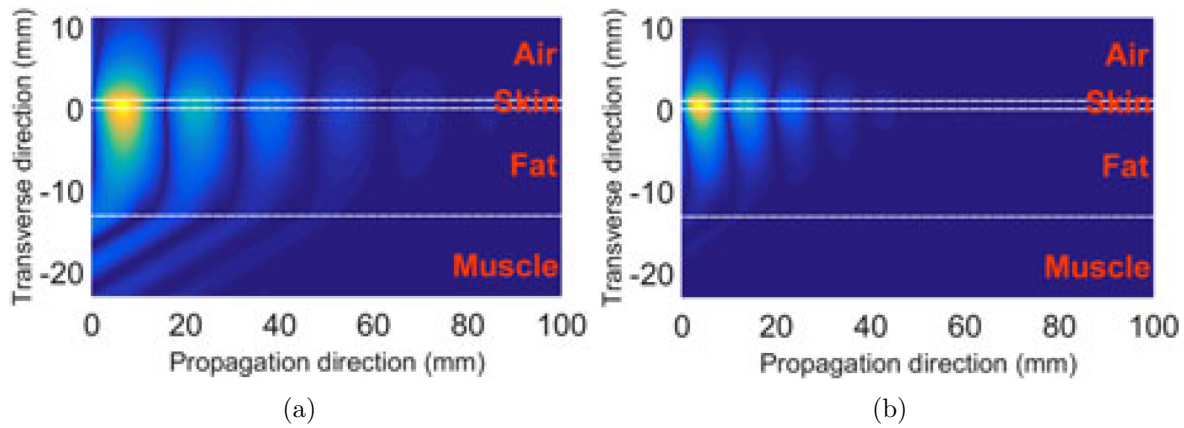 10
0
-10
-20
Transverse direction (mm)
Air
Skin
Fat
Muscle
0 20 40 60 80 100
Propagation direction (mm)
(a)
10
0
-10
-20
Transverse direction (mm)
Air
Skin
Fat
Muscle
0 20 40 60 80 100
Propagation direction (mm)
(b)